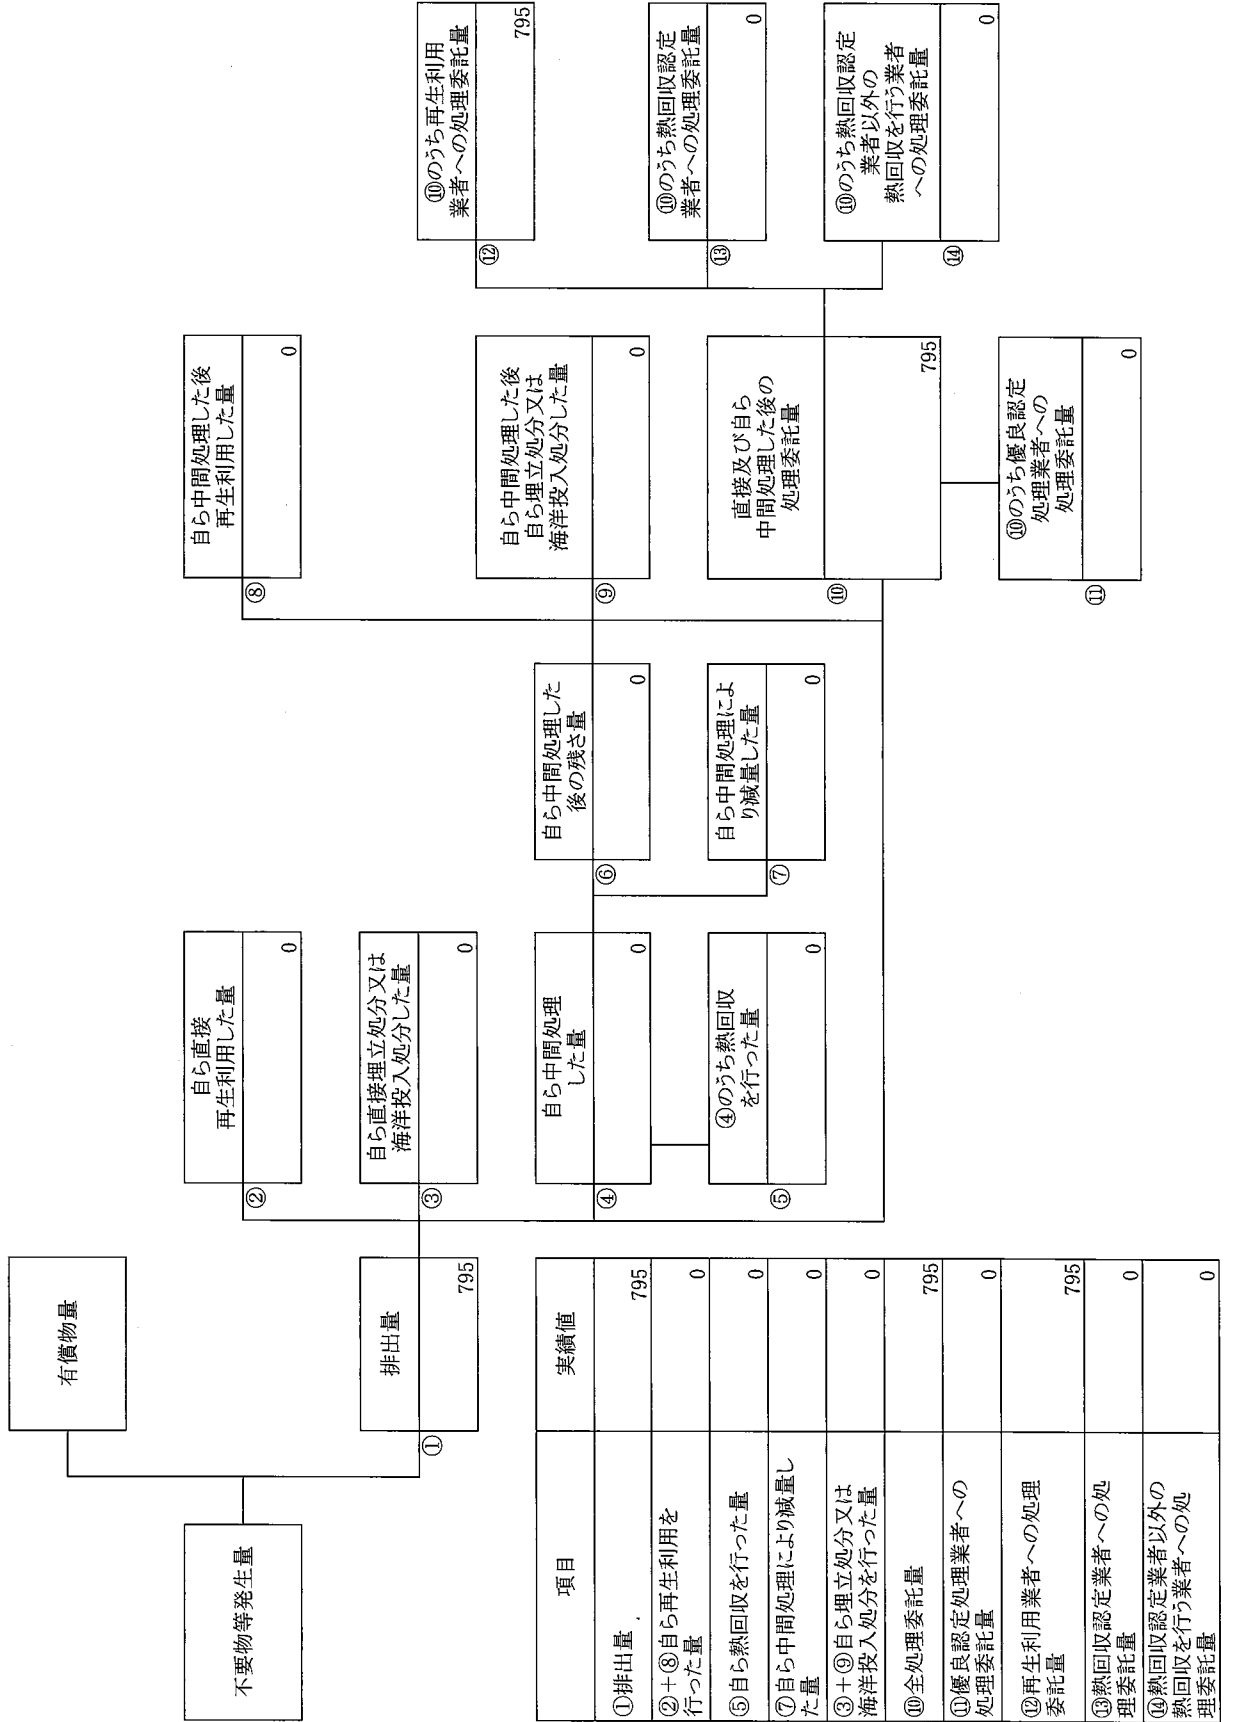 不要物等発生量
有償物量
①
排出量
795
②
自ら直接
再生利用した量
0
③
自ら直接埋立処分又は
海洋投入処分した量
0
④
自ら中間処理
した量
0
⑤
④のうち熱回収
を行った量
0
⑥
自ら中間処理した
後の残さ量
0
⑦
自ら中間処理によ
り減量した量
0
⑧
自ら中間処理した後
再生利用した量
0
⑨
自ら中間処理した後
自ら埋立処分又は
海洋投入処分した量
0
⑩
直接及び自ら
中間処理した後の
処理委託量
795
⑪
⑩のうち優良認定
処理業者への
処理委託量
0
⑫
⑩のうち再生利用
業者への処理委託量
795
⑬
⑩のうち熱回収認定
業者への処理委託量
0
⑭
⑩のうち熱回収認定
業者以外の
熱回収を行う業者
への処理委託量
0
項目 実績値
①排出量 795
②+⑧自ら再生利用を
行った量 0
⑤自ら熱回収を行った量 0
⑦自ら中間処理により減量し
た量 0
③+⑨自ら埋立処分又は
海洋投入処分を行った量 0
⑩全処理委託量 795
⑪優良認定処理業者への
処理委託量 0
⑫再生利用業者への処理
委託量 795
⑬熱回収認定業者への処
理委託量 0
⑭熱回収認定業者以外の
熱回収を行う業者への処
理委託量 0